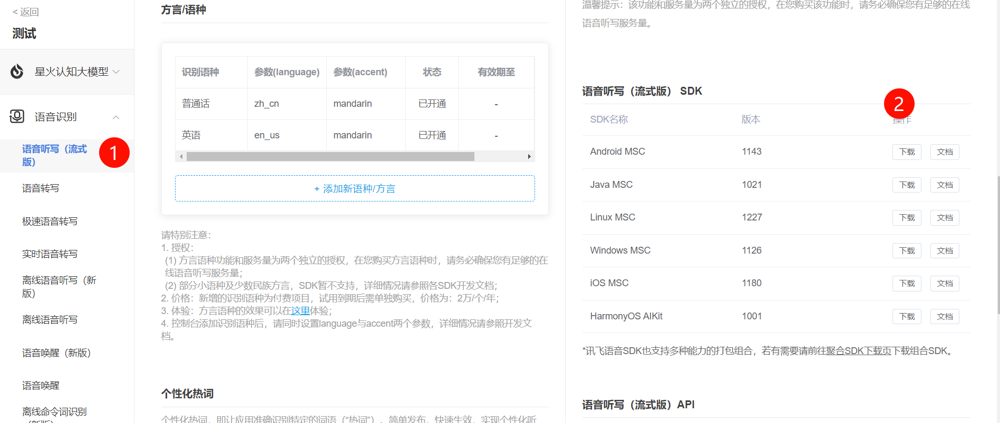 < 返回
测试
星火认知大模型
语音识别
语音听写（流式
版）
1
语音转写
极速语音转写
实时语音转写
离线语音听写（新
版）
离线语音听写
语音唤醒（新版）
语音唤醒
离线命令词识别
（新版）
方言/语种
识别语种 参数(language) 参数(accent) 状态 有效期至
普通话 zh_cn mandarin 已开通 -
英语 en_us mandarin 已开通 -
+ 添加新语种/方言
请特别注意：
1. 授权：
(1) 方言语种功能和服务量为两个独立的授权，在您购买方言语种时，请务必确保您有足够的在
线语音听写服务量；
(2) 部分小语种及少数民族方言，SDK暂不支持，详细情况请参照各SDK开发文档；
2. 价格：新增的识别语种为付费项目，试用到期后需单独购买，价格为：2万/个/年；
3. 体验：方言语种的效果可以在这里体验；
4. 控制台添加识别语种后，请同时设置language与accent两个参数，详细情况请参照开发文
档。
个性化热词
个性化热词，即让应用准确识别特定的词语（“热词”）。简单发布，快速生效，实现个性化听
温馨提示：该功能和服务量为两个独立的授权，在您购买该功能时，请务必确保您有足够的在线
语音听写服务量。
语音听写（流式版） SDK
2
SDK名称 版本 操作
Android MSC 1143 下载 文档
Java MSC 1021 下载 文档
Linux MSC 1227 下载 文档
Windows MSC 1126 下载 文档
iOS MSC 1180 下载 文档
HarmonyOS AIKit 1001 下载 文档
*讯飞语音SDK也支持多种能力的打包组合，若有需要请前往聚合SDK下载页下载组合SDK。
语音听写（流式版）API